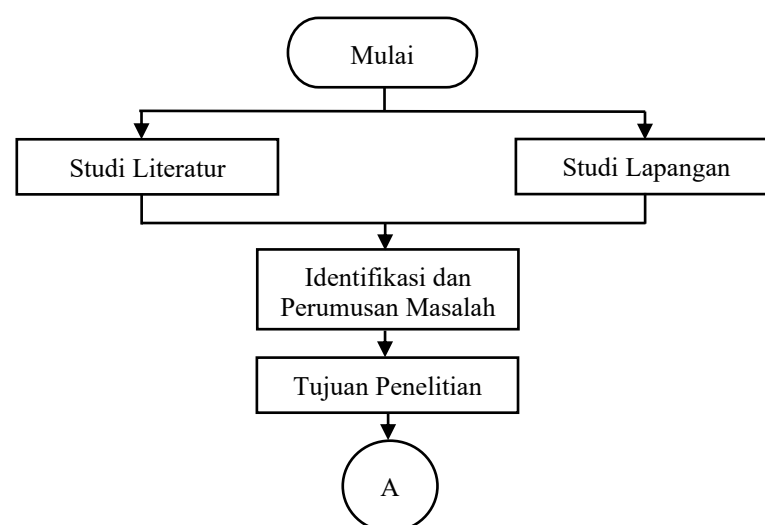 Mulai
Studi Literatur
Studi Lapangan
Identifikasi dan
Perumusan Masalah
Tujuan Penelitian
A